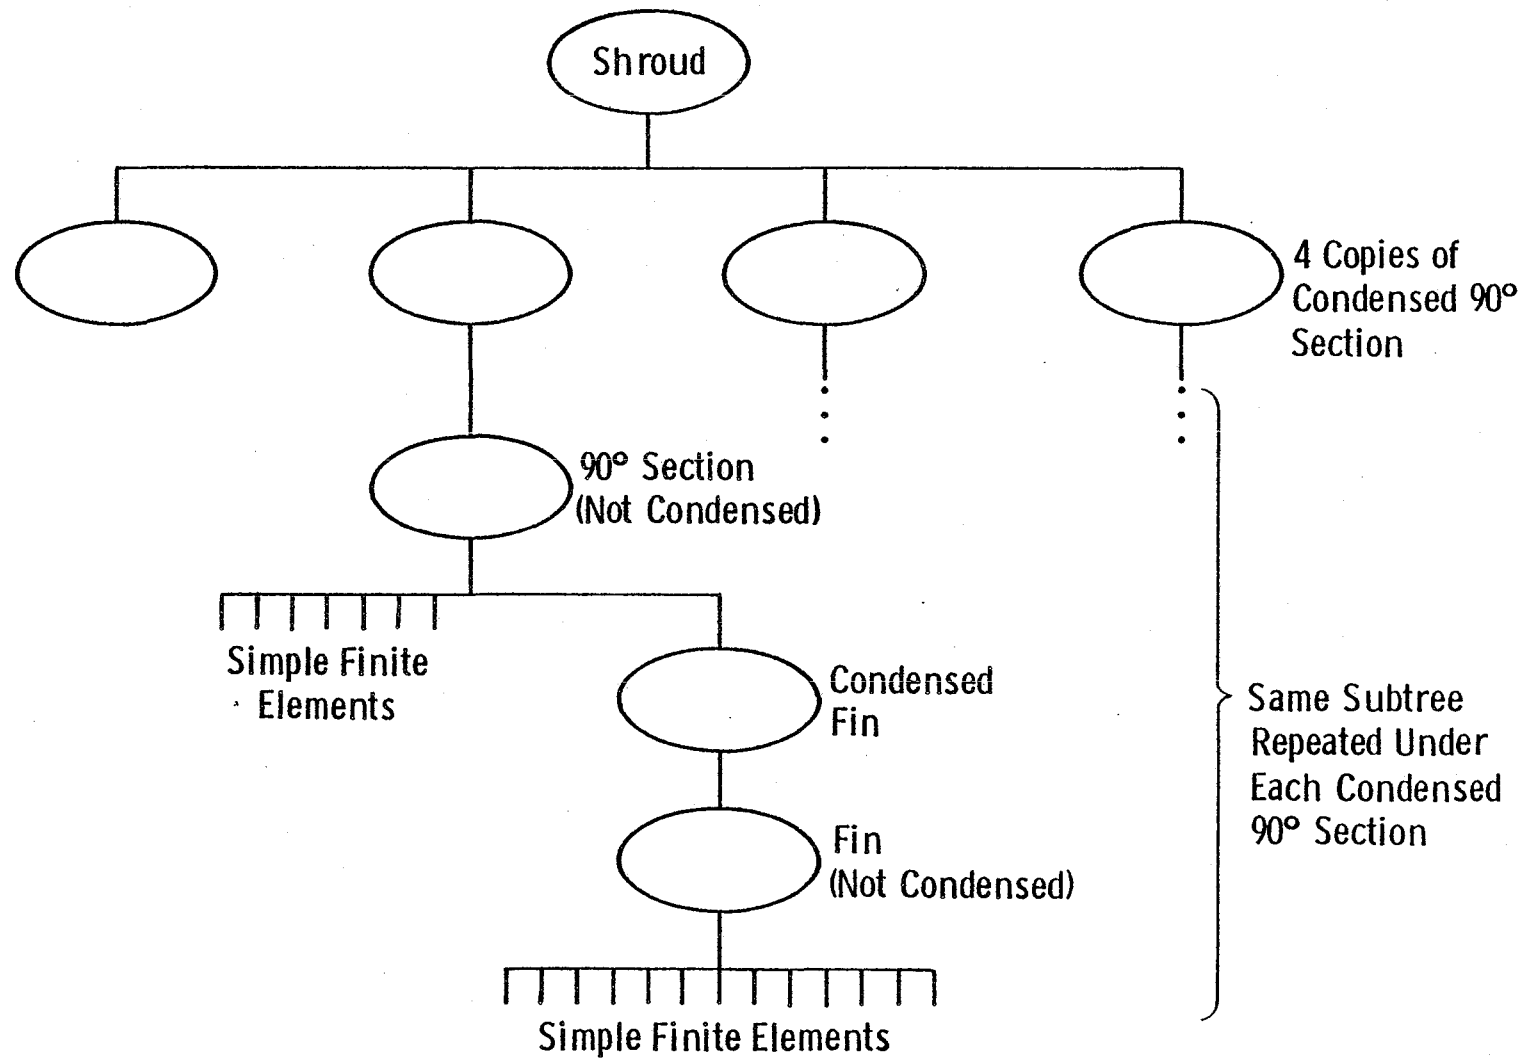 Shroud
4 Copies of
Condensed 90°
Section
90° Section
(Not Condensed)
Simple Finite
Elements
Condensed
Fin
Same Subtree
Repeated Under
Each Condensed
90° Section
Fin
(Not Condensed)
Simple Finite Elements